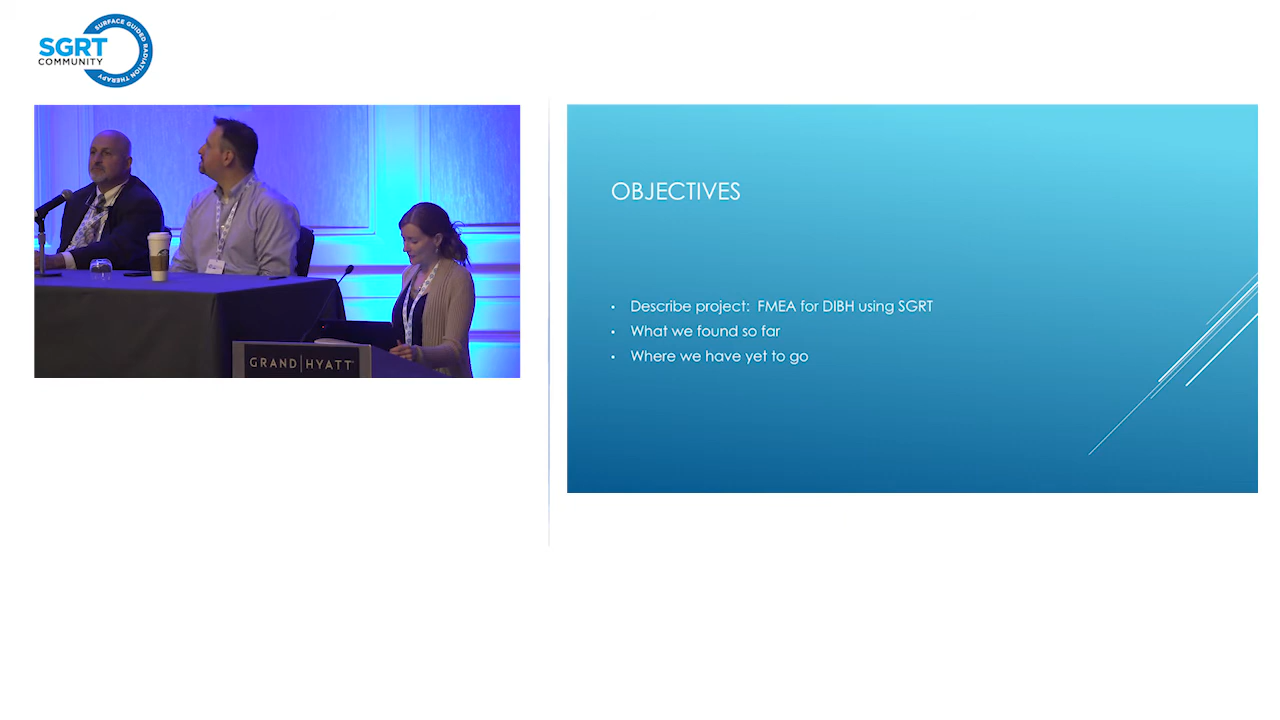 SURFACE GUIDED RADIATION THERAPY
SGRT
COMMUNITY
GRAND HYATT
OBJECTIVES
Describe project: FMEA for DIBH using SGRT
What we found so far
Where we have yet to go